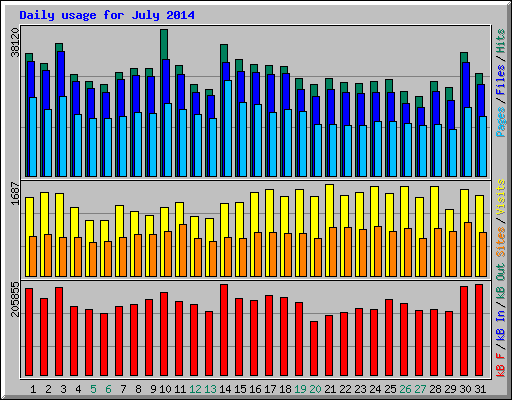 Daily usage for July 2014
38120
Pages / Files / Hits
1687
Sites / Visits
205855
kB F / kB In / kB Out
1 2 3 4 5 6 7 8 9 10 11 12 13 14 15 16 17 18 19 20 21 22 23 24 25 26 27 28 29 30 31